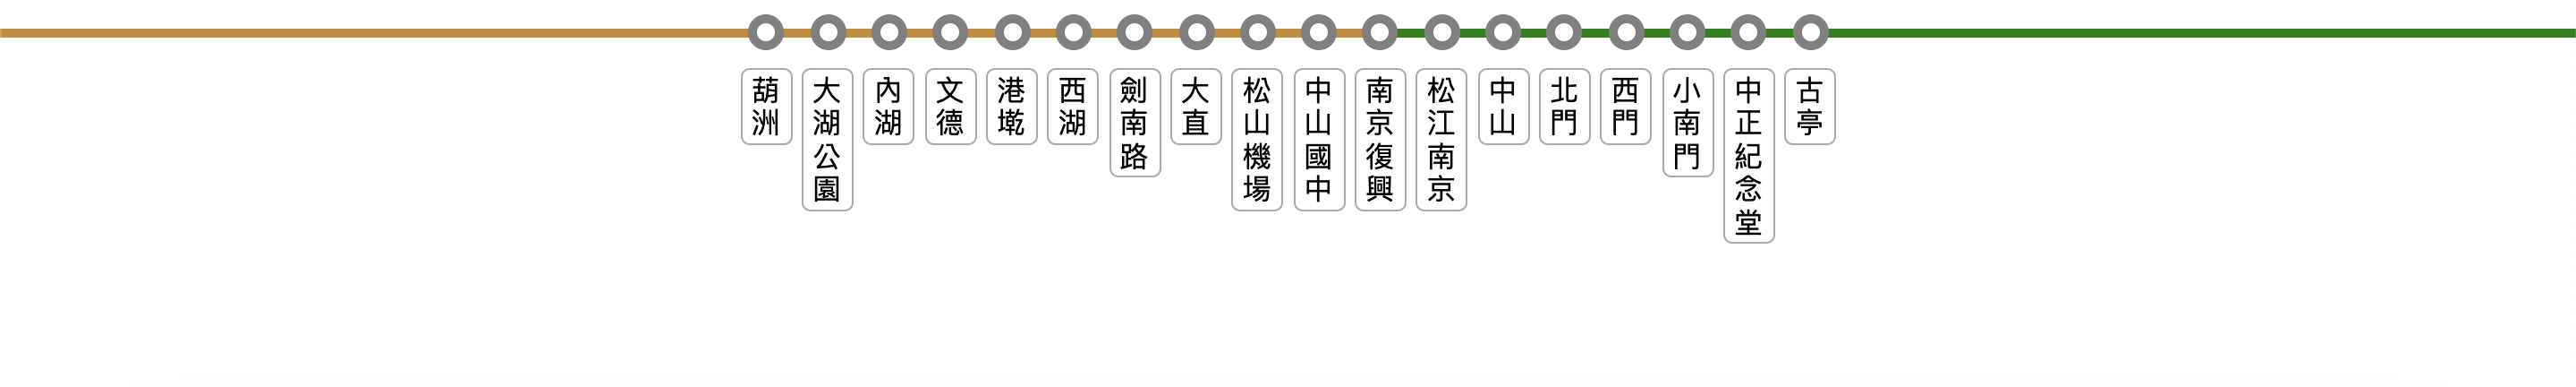 葫洲
大湖公園
內湖
文德
港墘
西湖
劍南路
大直
松山機場
中山國中
南京復興
松江南京
中山
北門
西門
小南門
中正紀念堂
古亭